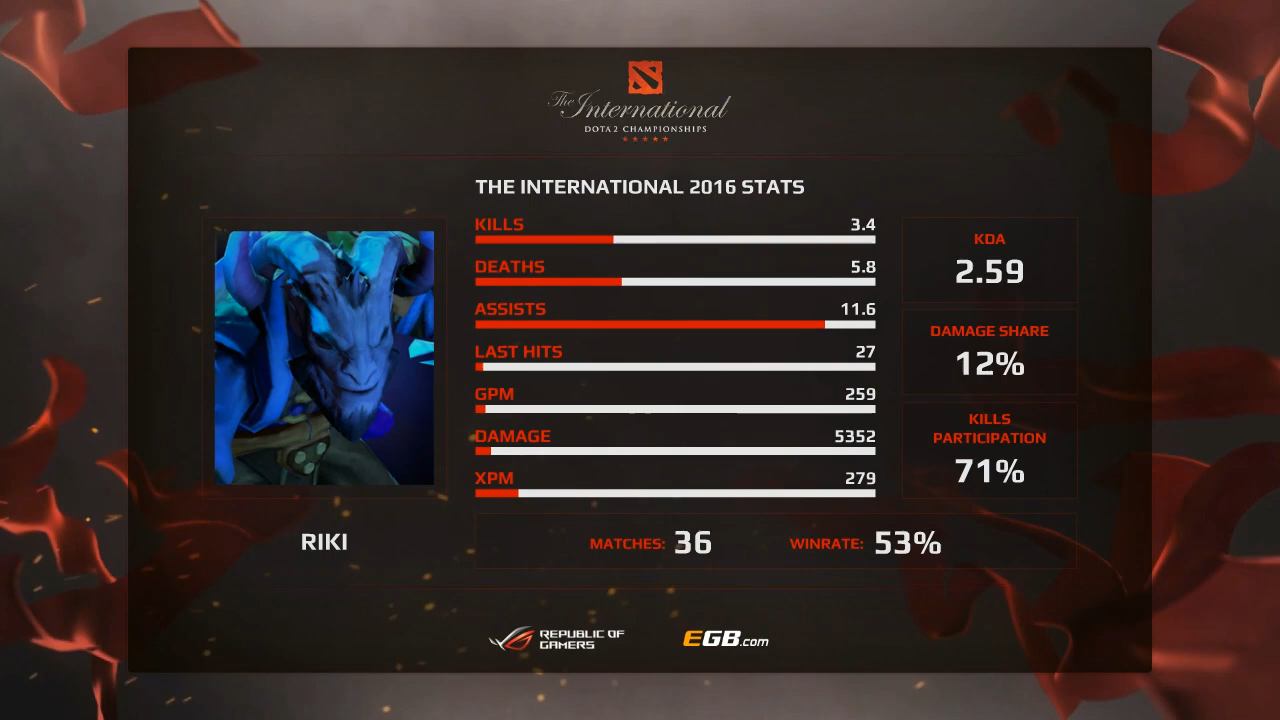 The International
DOTA 2 CHAMPIONSHIPS
THE INTERNATIONAL 2016 STATS
KILLS 3.4
DEATHS 5.8
ASSISTS 11.6
LAST HITS 27
GPM 259
DAMAGE 5352
XPM 279
KDA
2.59
DAMAGE SHARE
12%
KILLS
PARTICIPATION
71%
RIKI
MATCHES: 36 WINRATE: 53%
REPUBLIC OF
GAMERS
EGB.com